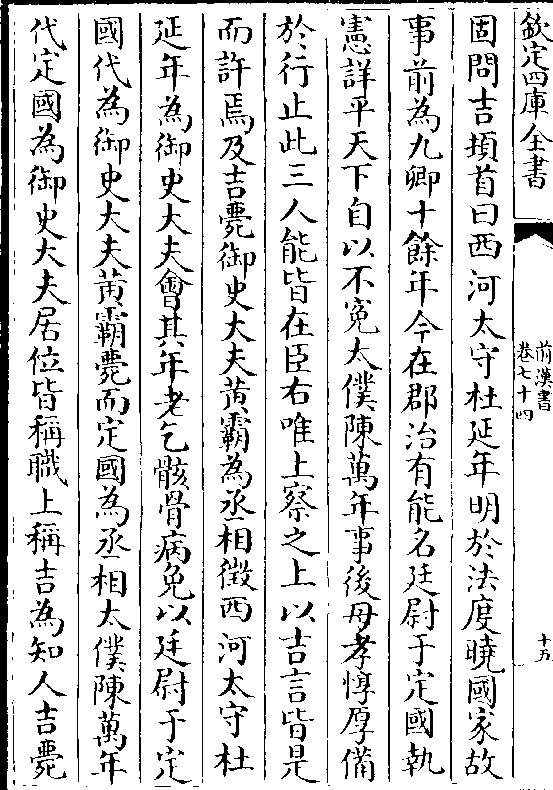 欽定四庫全書
前漢書
卷七十四
十五
固問吉頓首曰西河太守杜延年明於法度曉國家故
事前為九卿十餘年今在郡治有能名廷尉于定國執
憲詳平天下自以不寃太僕陳萬年事後母孝惇厚備
於行止此三人能皆在臣右唯上察之上以吉言皆是
而許焉及吉薨御史大夫黃霸為丞相徵西河太守杜
延年為御史大夫會其年老乞骸骨病免以廷尉于定
國代為御史大夫黃霸薨而定國為丞相太僕陳萬年
代定國為御史大夫居位皆稱職上稱吉為知人吉薨